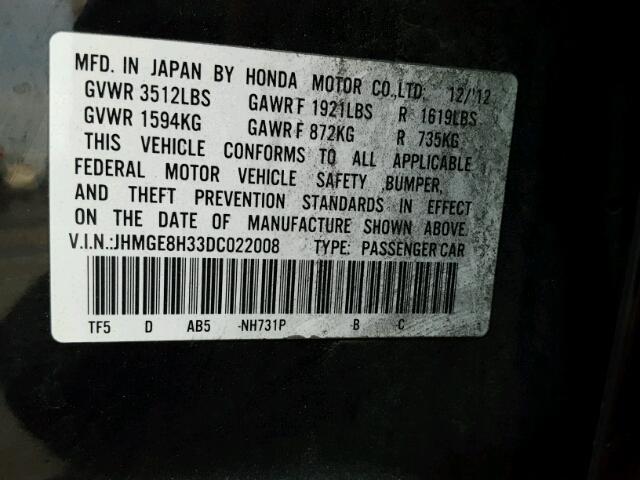 MFD. IN JAPAN BY HONDA MOTOR CO.,LTD. 12/'12
GVWR 3512LBS GAWR F 1921LBS R 1619LBS
GVWR 1594KG GAWR F 872KG R 735KG
THIS VEHICLE CONFORMS TO ALL APPLICABLE
FEDERAL MOTOR VEHICLE SAFETY ,BUMPER,
AND THEFT PREVENTION STANDARDS IN EFFECT
ON THE DATE OF MANUFACTURE SHOWN ABOVE.
V.I.N.:JHMGE8H33DC022008 TYPE: PASSENGER CAR
TF5 D AB5 -NH731P -B -C